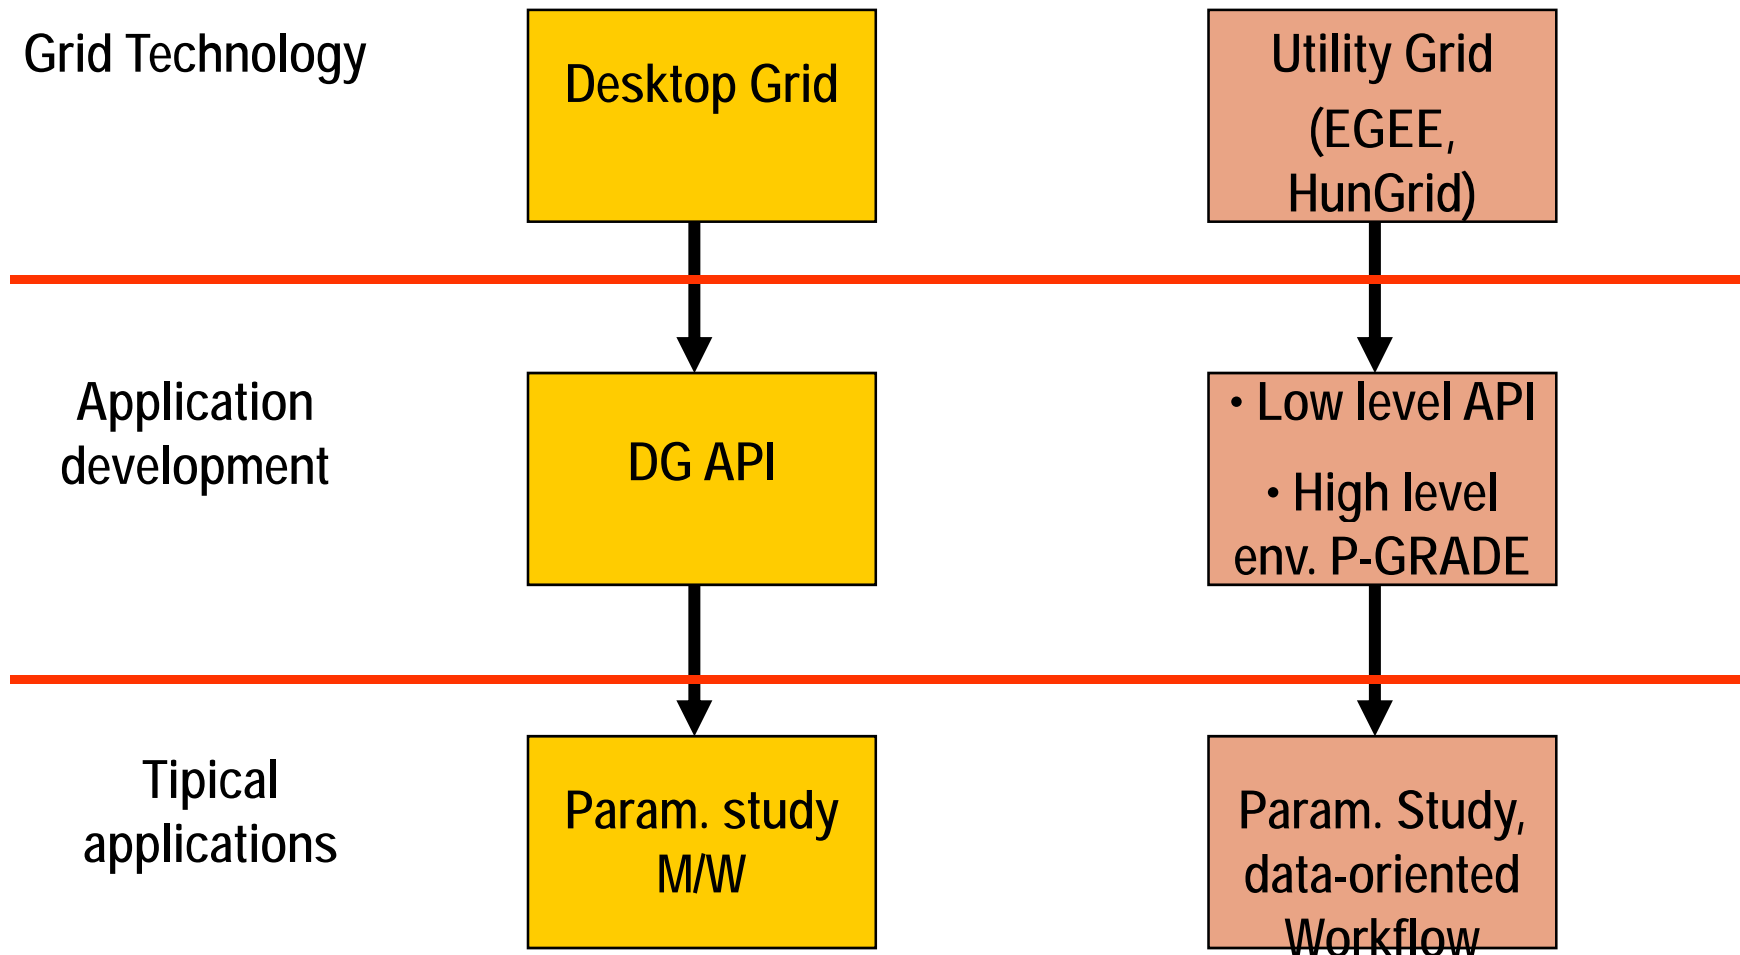 Grid Technology
Desktop Grid
Utility Grid
(EGEE,
HunGrid)
Application
development
DG API
• Low level API
• High level
env. P-GRADE
Tipical
applications
Param. study
M/W
Param. Study,
data-oriented
Workflow